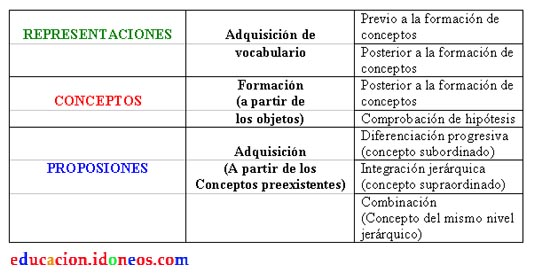 REPRESENTACIONES
Adquisición de
vocabulario
Previo a la formación de
conceptos
Posterior a la formación de
conceptos
CONCEPTOS
Formación
(a partir de
los objetos)
Posterior a la formación de
conceptos
Comprobación de hipótesis
PROPOSIONES
Adquisición
(A partir de los
Conceptos preexistentes)
Diferenciación progresiva
(concepto subordinado)
Integración jerárquica
(concepto supraordinado)
Combinación
(Concepto del mismo nivel
jerárquico)
educacion.idoneos.com